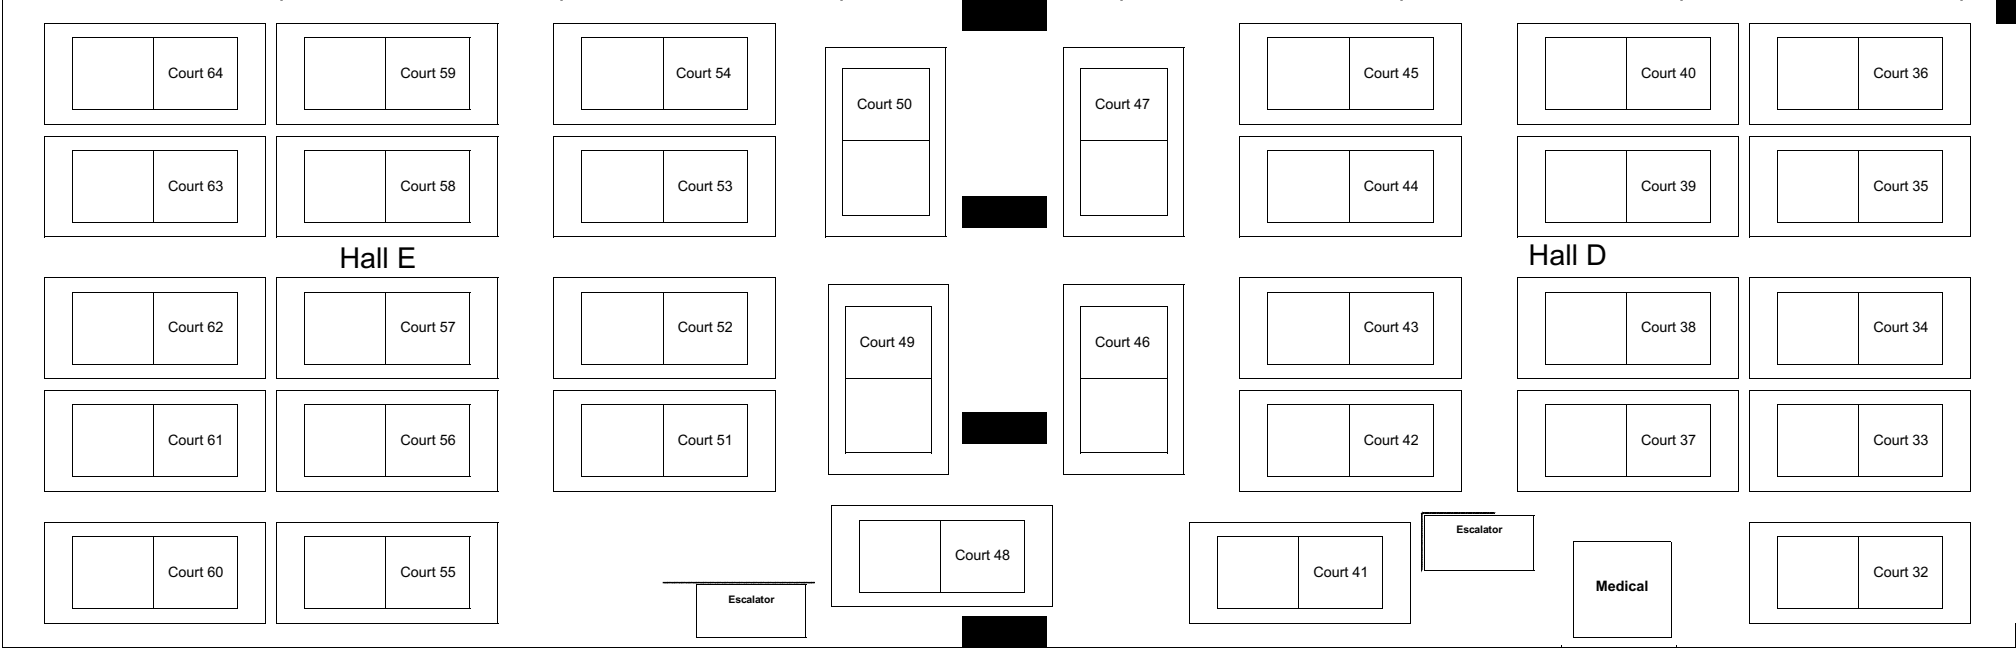 Court 64
Court 59
Court 54
Court 50
Court 47
Court 45
Court 40
Court 36
Court 63
Court 58
Court 53
Court 44
Court 39
Court 35
Hall E
Hall D
Court 62
Court 57
Court 52
Court 49
Court 46
Court 43
Court 38
Court 34
Court 61
Court 56
Court 51
Court 42
Court 37
Court 33
Court 60
Court 55
Escalator
Court 48
Court 41
Escalator
Medical
Court 32